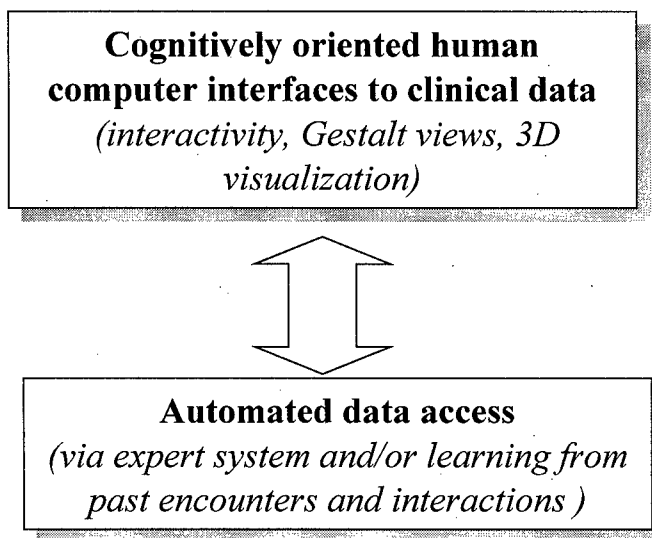 Cognitively oriented human
computer interfaces to clinical data
(interactivity, Gestalt views, 3D
visualization)
Automated data access
(via expert system and/or learning from
past encounters and interactions )